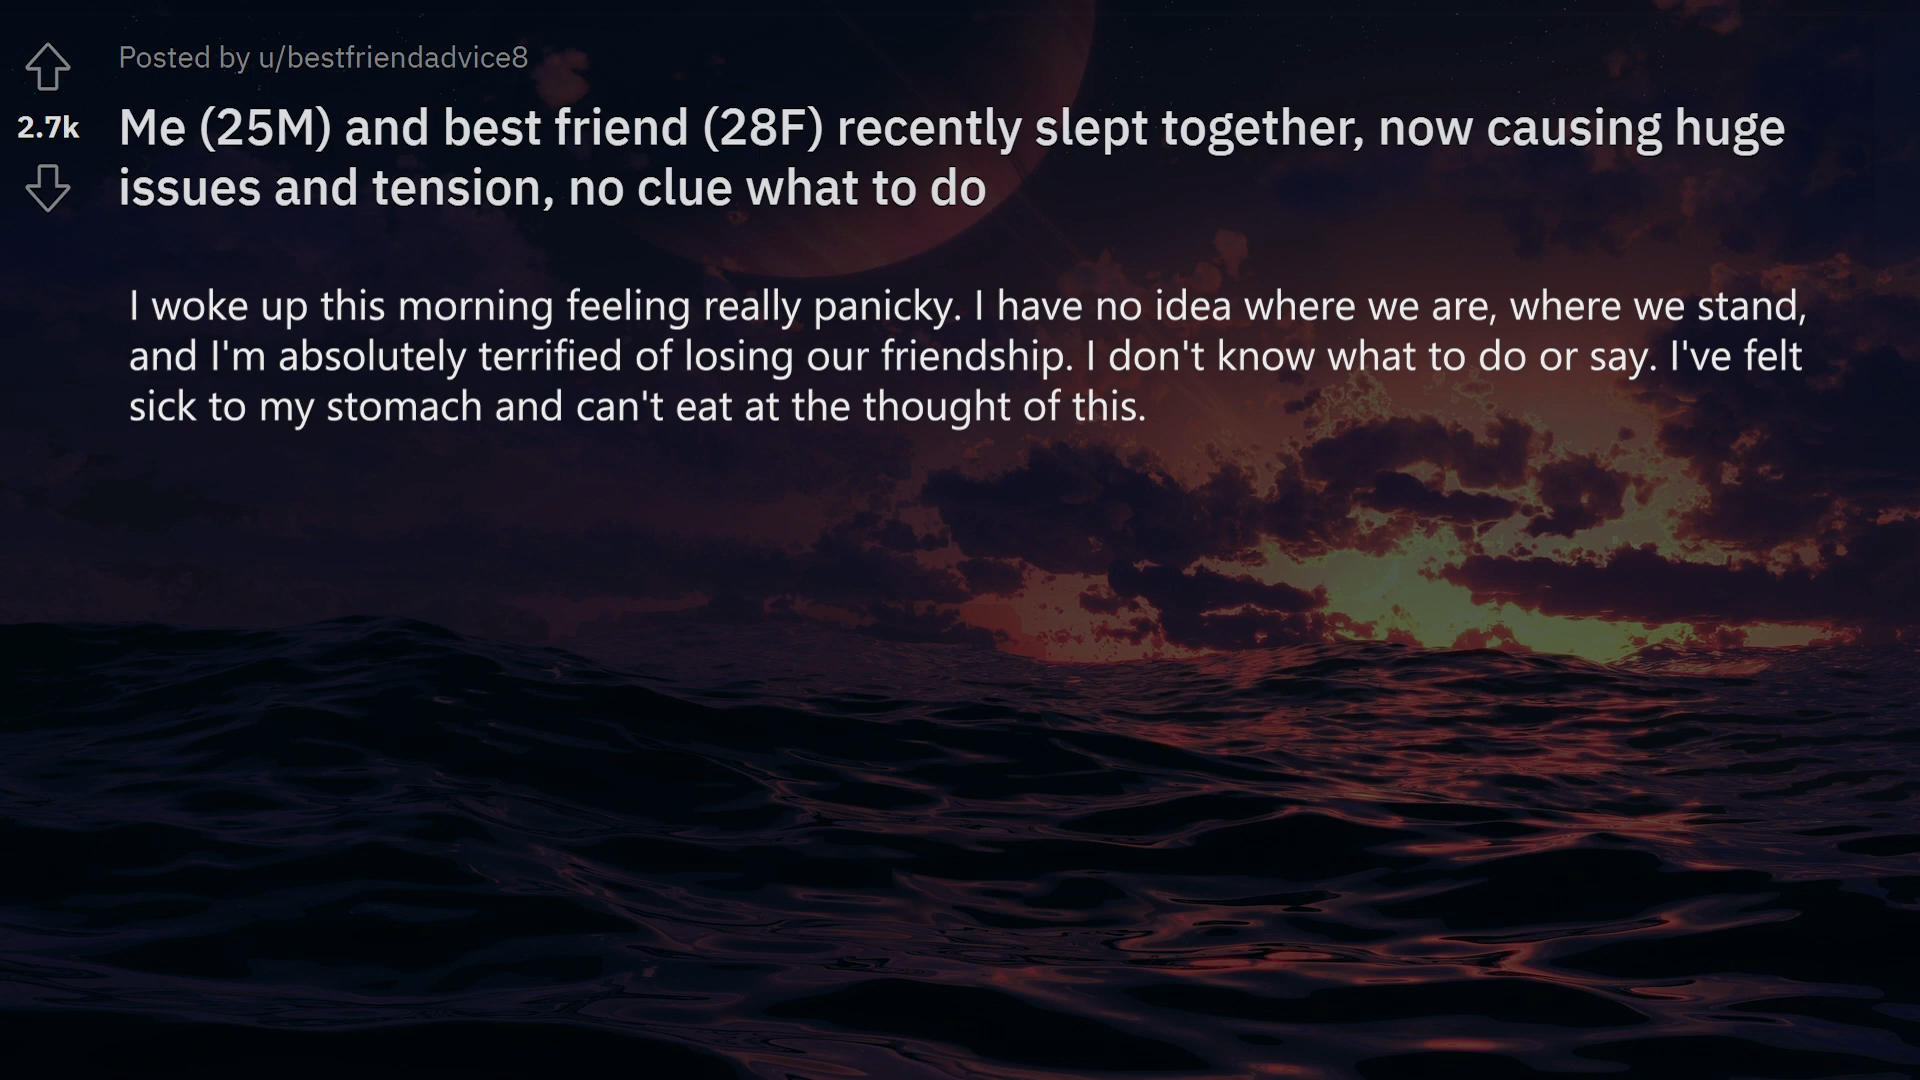 Posted by u/bestfriendadvice8
2.7k
Me (25M) and best friend (28F) recently slept together, now causing huge
issues and tension, no clue what to do
I woke up this morning feeling really panicky. I have no idea where we are, where we stand,
and I'm absolutely terrified of losing our friendship. I don't know what to do or say. I've felt
sick to my stomach and can't eat at the thought of this.